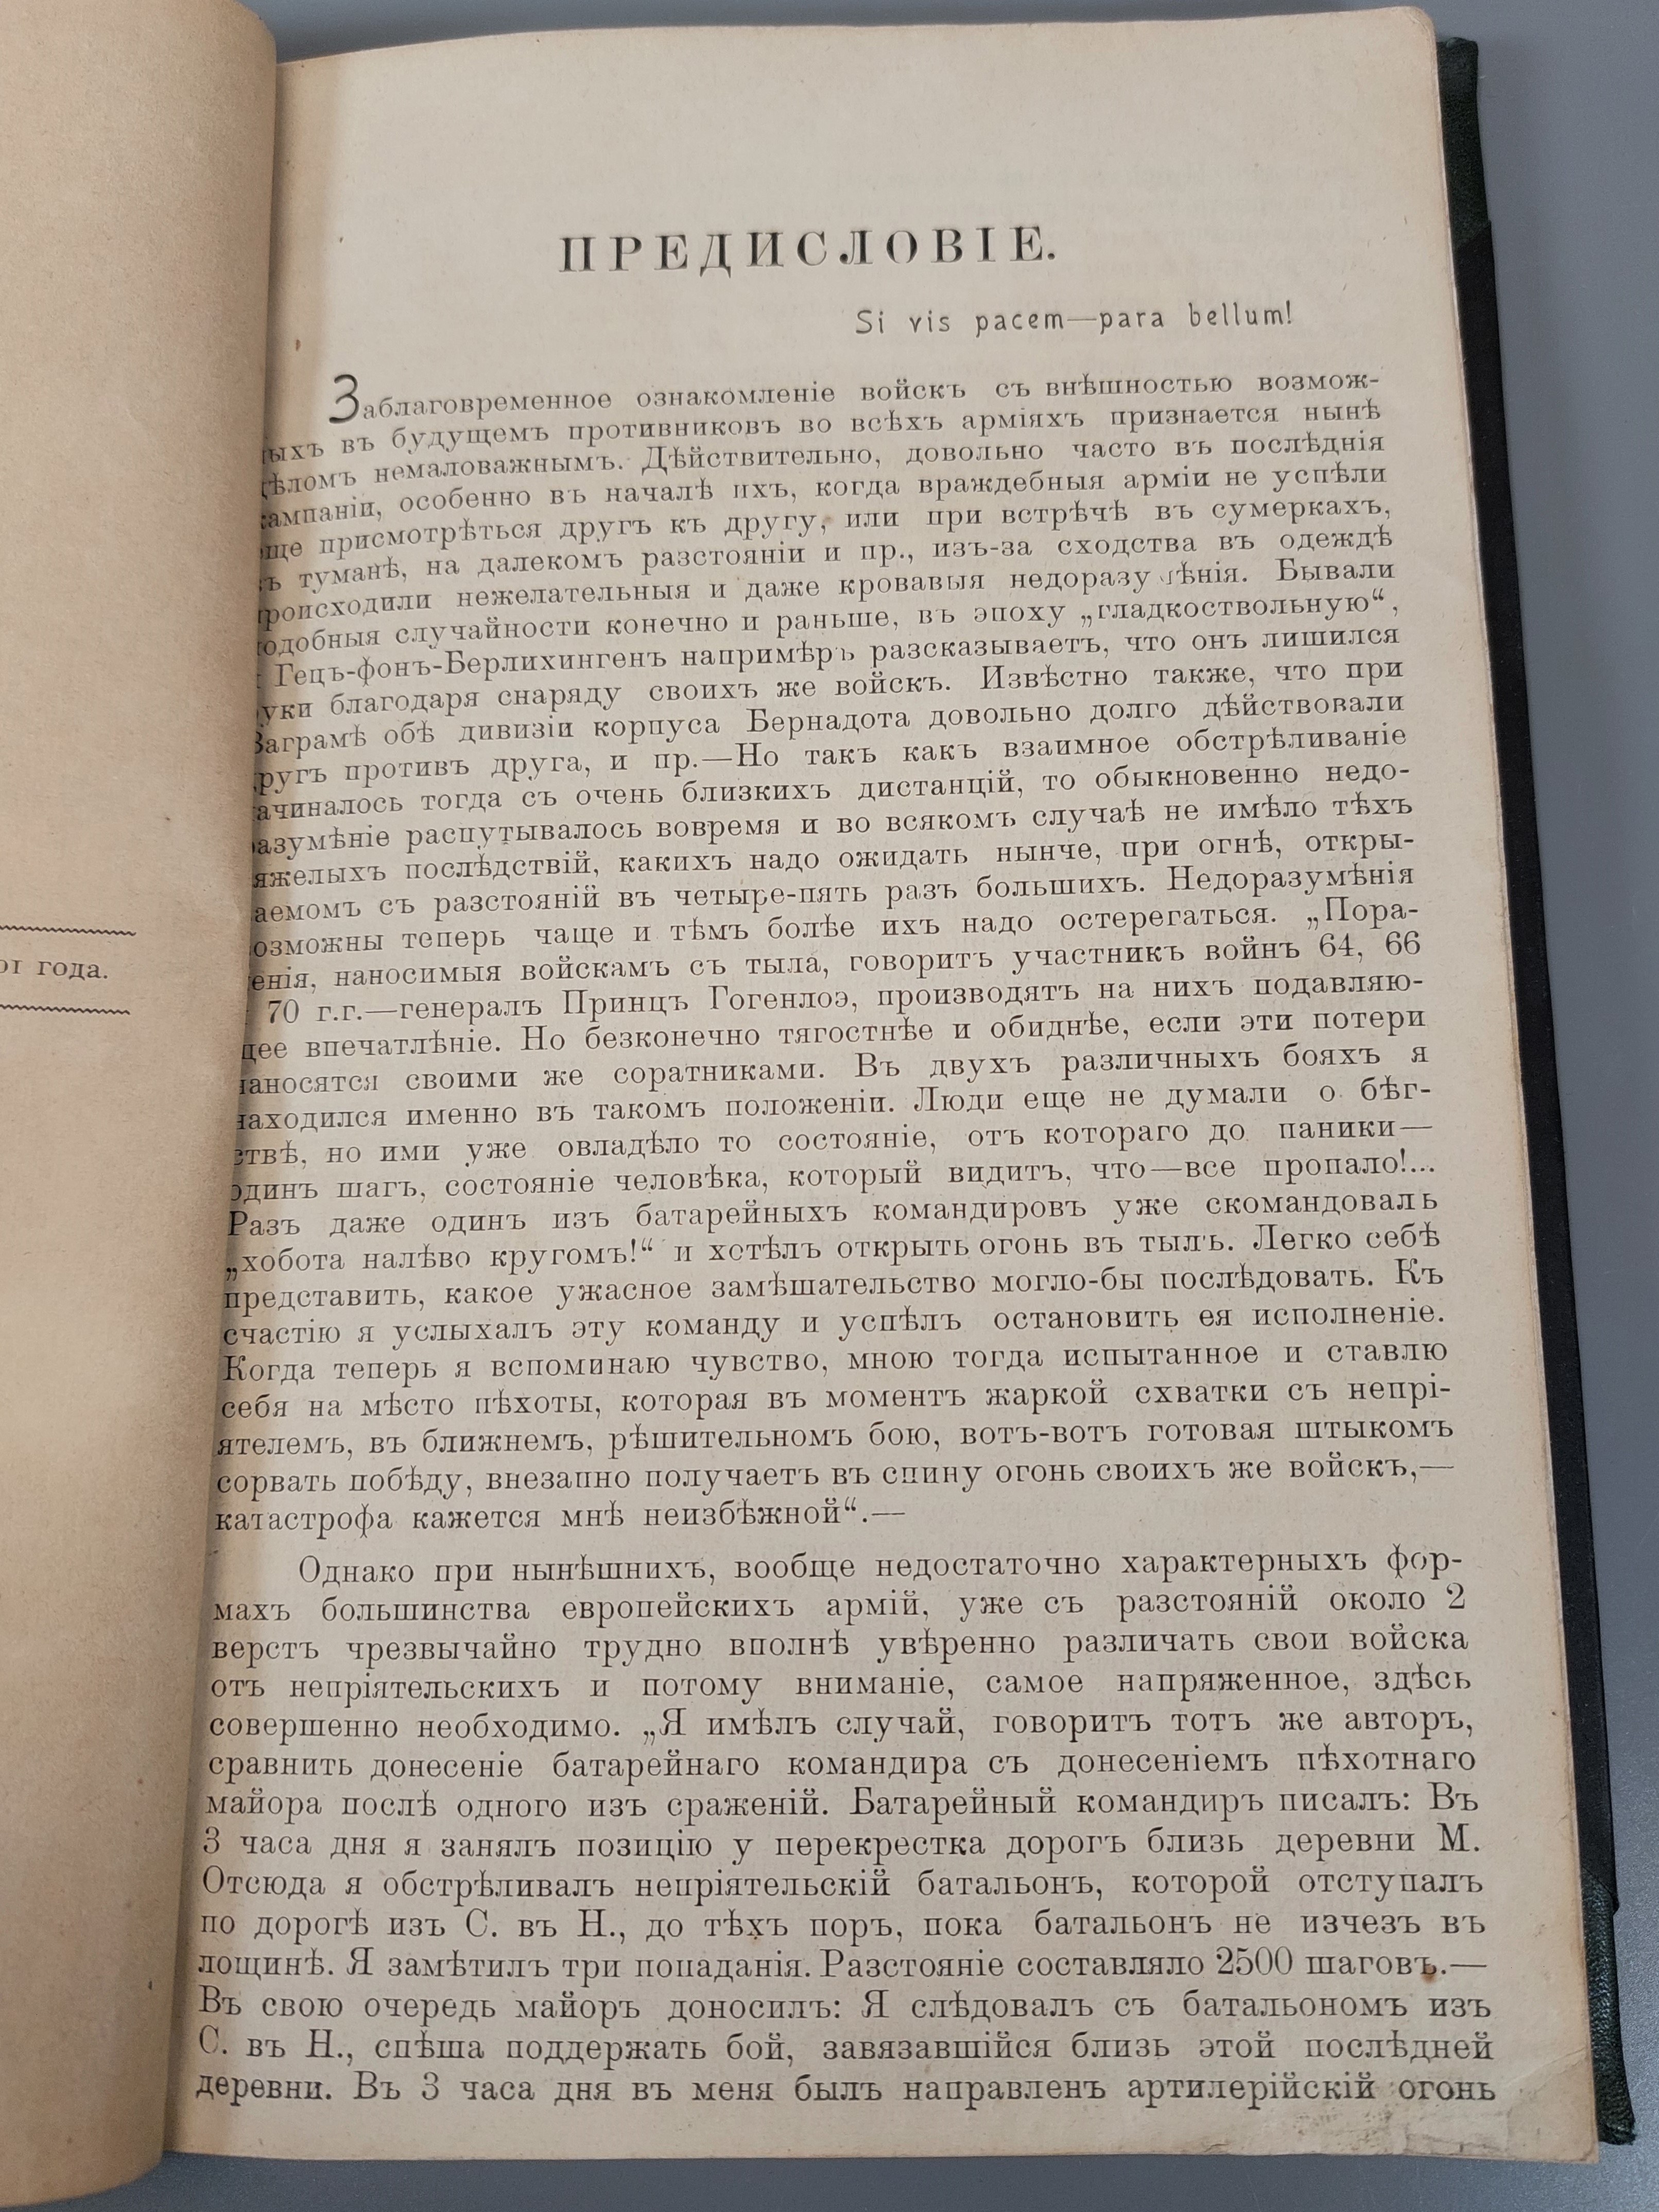 01 года.
ПРЕДИСЛОВІЕ.
Si vis pacem—para bellum!
Заблаговременное ознакомленіе войскъ съ внѣшностью возмож-
ныхъ въ будущемъ противниковъ во всѣхъ арміяхъ признается нынѣ
дѣломъ немаловажнымъ. Дѣйствительно, довольно часто въ послѣднія
кампаніи, особенно въ началѣ ихъ, когда враждебныя арміи не успѣли
еще присмотрѣться другъ къ другу, или при встрѣчѣ въ сумеркахъ,
въ туманѣ, на далекомъ разстояніи и пр., изъ-за сходства въ одеждѣ
происходили нежелательныя и даже кровавыя недоразумѣнія. Бывали
подобныя случайности конечно и раньше, въ эпоху „гладкоствольную“,
Гецъ-фонъ-Берлихингенъ напримѣръ разсказываетъ, что онъ лишился
руки благодаря снаряду своихъ же войскъ. Извѣстно также, что при
Ваграмѣ обѣ дивизіи корпуса Бернадота довольно долго дѣйствовали
другъ противъ друга, и пр.—Но такъ какъ взаимное обстрѣливаніе
начиналось тогда съ очень близкихъ дистанцій, то обыкновенно недо-
разумѣніе распутывалось вовремя и во всякомъ случаѣ не имѣло тѣхъ
тяжелыхъ послѣдствій, какихъ надо ожидать нынче, при огнѣ, откры-
ваемомъ съ разстояній въ четыре-пять разъ большихъ. Недоразумѣнія
возможны теперь чаще и тѣмъ болѣе ихъ надо остерегаться. „Пора-
женія, наносимыя войскамъ съ тыла, говоритъ участникъ войнъ 64, 66
70 г.г.—генералъ Принцъ Гогенлоэ, производятъ на нихъ подавляю-
щее впечатлѣніе. Но безконечно тягостнѣе и обиднѣе, если эти потери
наносятся своими же соратниками. Въ двухъ различныхъ бояхъ я
находился именно въ такомъ положеніи. Люди еще не думали о бѣг-
ствѣ, но ими уже овладѣло то состояніе, отъ котораго до паники—
одинъ шагъ, состояніе человѣка, который видитъ, что—все пропало!...
Разъ даже одинъ изъ батарейныхъ командировъ уже скомандовалъ
„хобота налѣво кругомъ!“ и хотѣлъ открыть огонь въ тылъ. Легко себѣ
представить, какое ужасное замѣшательство могло-бы послѣдовать. Къ
счастію я услыхалъ эту команду и успѣлъ остановить ея исполненіе.
Когда теперь я вспоминаю чувство, мною тогда испытанное и ставлю
себя на мѣсто пѣхоты, которая въ моментъ жаркой схватки съ непрі-
ятелемъ, въ ближнемъ, рѣшительномъ бою, вотъ-вотъ готовая штыкомъ
сорвать побѣду, внезапно получаетъ въ спину огонь своихъ же войскъ,—
катастрофа кажется мнѣ неизбѣжной“.—
Однако при нынѣшнихъ, вообще недостаточно характерныхъ фор-
махъ большинства европейскихъ армій, уже съ разстояній около 2
верстъ чрезвычайно трудно вполнѣ увѣренно различать свои войска
отъ непріятельскихъ и потому вниманіе, самое напряженное, здѣсь
совершенно необходимо. „Я имѣлъ случай, говоритъ тотъ же авторъ,
сравнить донесеніе батарейнаго командира съ донесеніемъ пѣхотнаго
майора послѣ одного изъ сраженій. Батарейный командиръ писалъ: Въ
3 часа дня я занялъ позицію у перекрестка дорогъ близь деревни М.
Отсюда я обстрѣливалъ непріятельскій батальонъ, которой отступалъ
по дорогѣ изъ С. въ Н., до тѣхъ поръ, пока батальонъ не изчезъ въ
лощинѣ. Я замѣтилъ три попаданія. Разстояніе составляло 2500 шаговъ.—
Въ свою очередь майоръ доносилъ: Я слѣдовалъ съ батальономъ изъ
С. въ Н., спѣша поддержать бой, завязавшійся близь этой послѣдней
деревни. Въ 3 часа дня въ меня былъ направленъ артилерійскій огонь